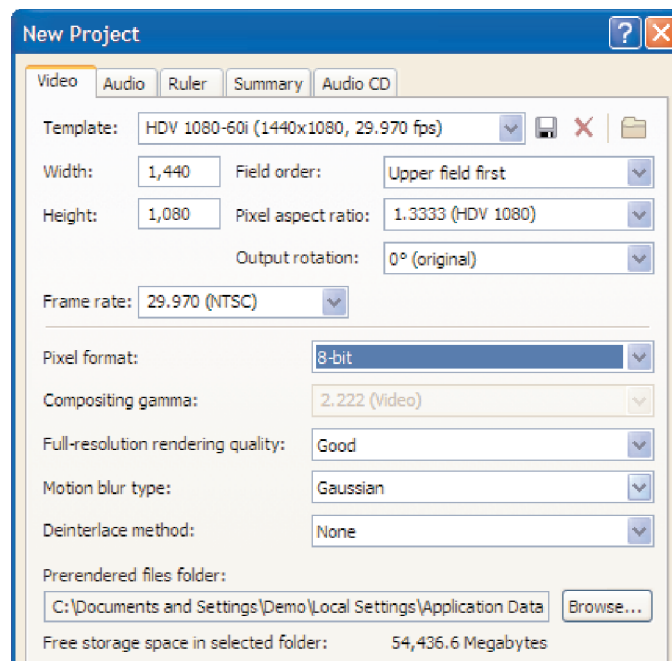 New Project
Video Audio Ruler Summary Audio CD
Template: HDV 1080-60i (1440x1080, 29.970 fps)
Width: 1,440 Field order: Upper field first
Height: 1,080 Pixel aspect ratio: 1.3333 (HDV 1080)
Output rotation: 0° (original)
Frame rate: 29.970 (NTSC)
Pixel format: 8-bit
Compositing gamma: 2.222 (Video)
Full-resolution rendering quality: Good
Motion blur type: Gaussian
Deinterlace method: None
Prerendered files folder:
C:\Documents and Settings\Demo\Local Settings\Application Data Browse...
Free storage space in selected folder: 54,436.6 Megabytes